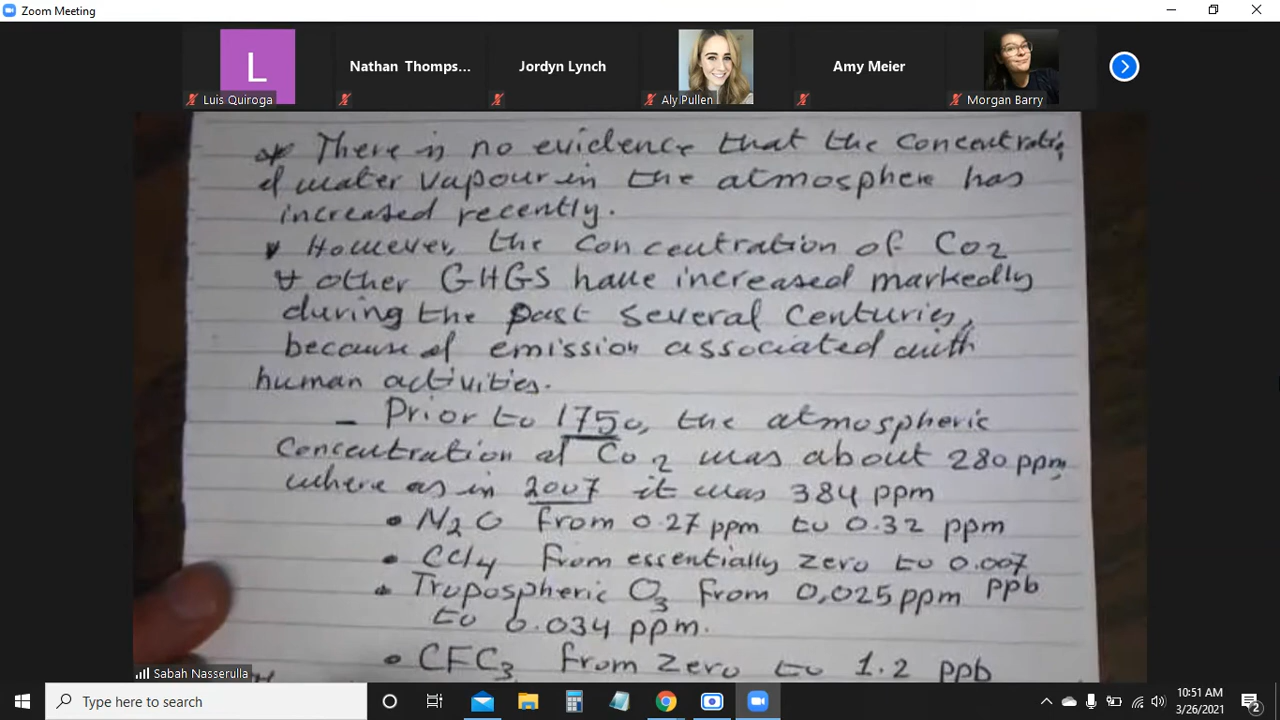 Zoom Meeting
L
Luis Quiroga
Nathan Thomps...
Jordyn Lynch
Aly Pullen
Amy Meier
Morgan Barry
There is no evidence that the concentration
of water vapour in the atmosphere has
increased recently.
However, the concentration of CO2
& other GHGS have increased markedly
during the past several centuries,
because of emission associated with
human activities.
- Prior to 1750, the atmospheric
concentration of CO2 was about 280 ppm,
where as in 2007 it was 384 ppm
• N2O from 0.27 ppm to 0.32 ppm
• CCl4 from essentially zero to 0.007
ppb
• Tropospheric O3 from 0,025 ppm
to 0.034 ppm.
• CFC3 from zero to 1.2 ppb
Sabah Nasserulla
Type here to search
10:51 AM
3/26/2021
2